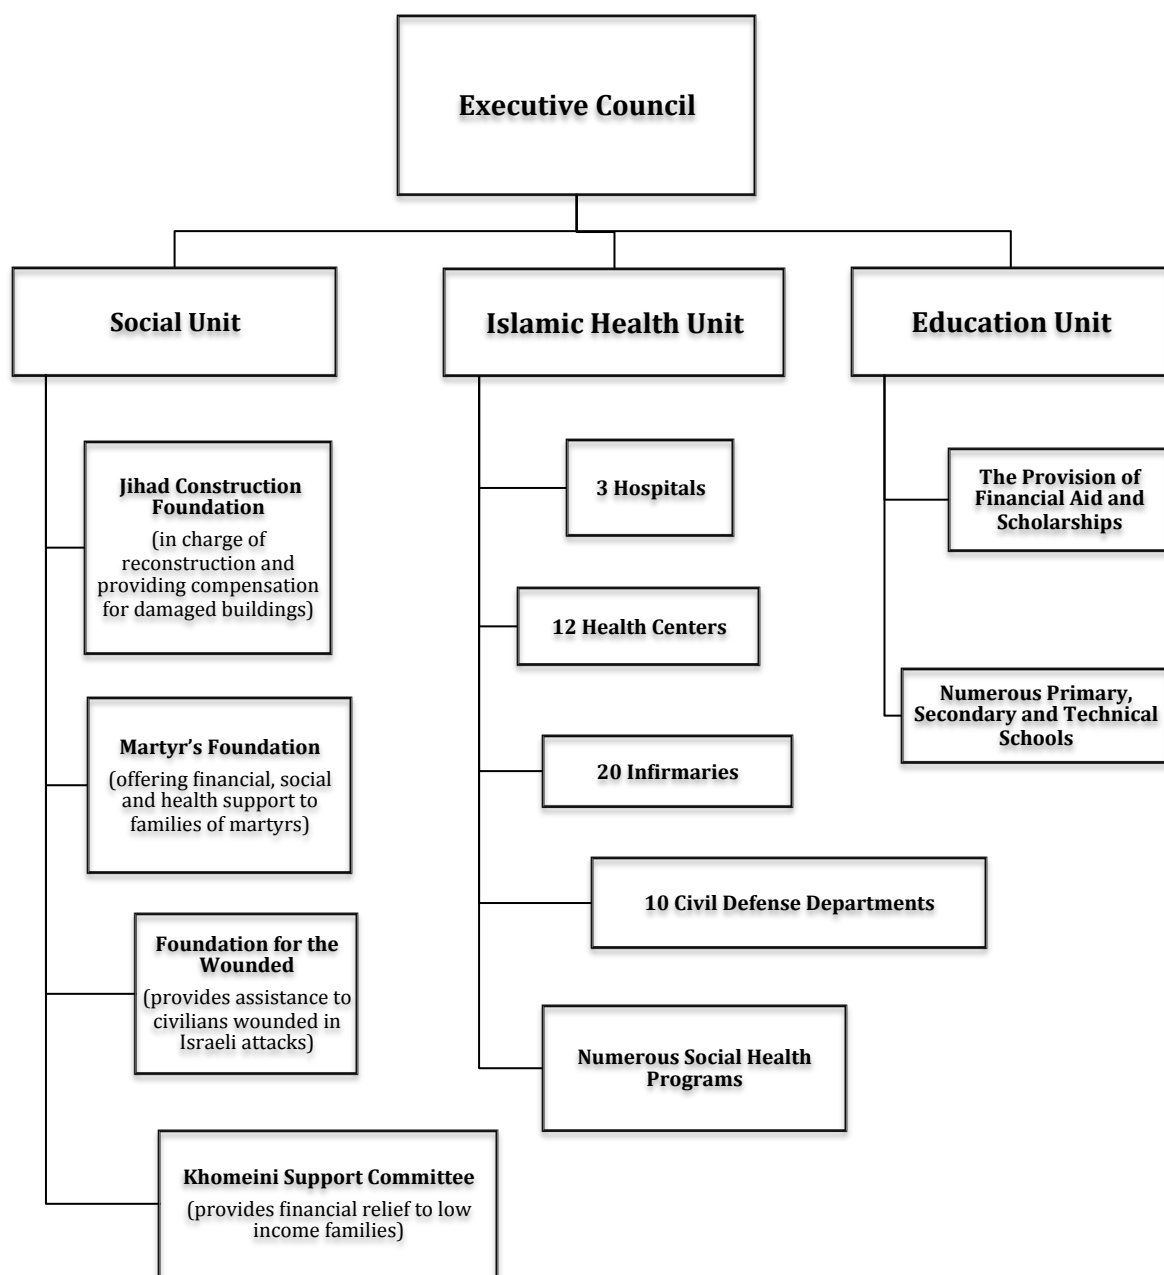 Executive Council
Social Unit
Islamic Health Unit
Education Unit
Jihad Construction
Foundation
(in charge of
reconstruction and
providing compensation
for damaged buildings)
Martyr’s Foundation
(offering financial, social
and health support to
families of martyrs)
Foundation for the
Wounded
(provides assistance to
civilians wounded in
Israeli attacks)
Khomeini Support Committee
(provides financial relief to low
income families)
3 Hospitals
12 Health Centers
20 Infirmaries
10 Civil Defense Departments
Numerous Social Health
Programs
The Provision of
Financial Aid and
Scholarships
Numerous Primary,
Secondary and Technical
Schools